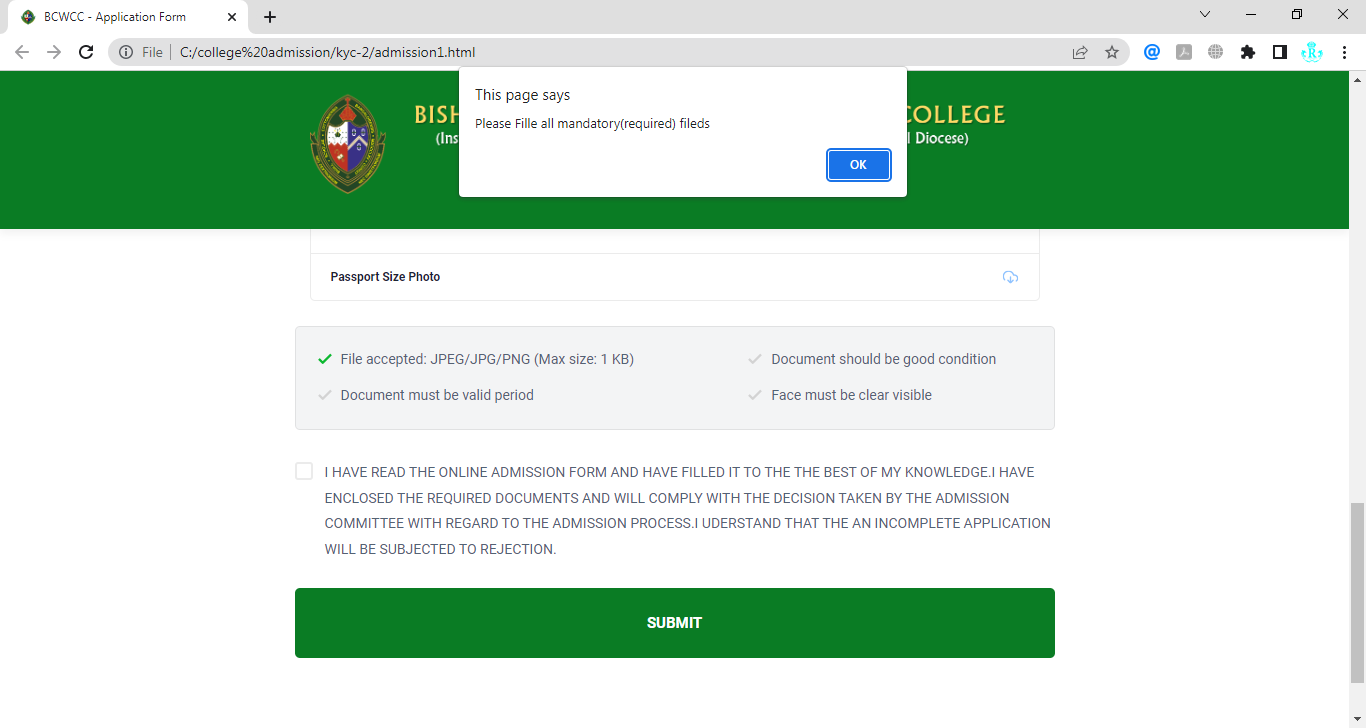 BCWCC - Application Form
File
C:/college%20admission/kyc-2/admission1.html
This page says
Please Fille all mandatory(required) fileds
OK
BISH
COLLEGE
(Ins
l Diocese)
Passport Size Photo
File accepted: JPEG/JPG/PNG (Max size: 1 KB)
Document should be good condition
Document must be valid period
Face must be clear visible
I HAVE READ THE ONLINE ADMISSION FORM AND HAVE FILLED IT TO THE THE BEST OF MY KNOWLEDGE.I HAVE
ENCLOSED THE REQUIRED DOCUMENTS AND WILL COMPLY WITH THE DECISION TAKEN BY THE ADMISSION
COMMITTEE WITH REGARD TO THE ADMISSION PROCESS.I UDERSTAND THAT THE AN INCOMPLETE APPLICATION
WILL BE SUBJECTED TO REJECTION.
SUBMIT